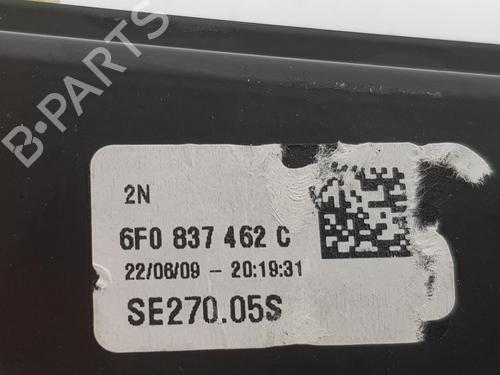 B-PARTS
2N
6F0 837 462 C
22/06/09 - 20:19:31
SE270.05S